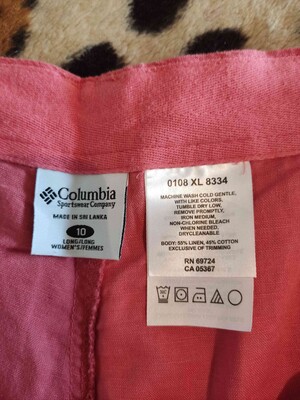 Columbia
Sportswear Company
MADE IN SRI LANKA
10
LONG/LONG
WOMEN'S/FEMMES
0108 XL 8334
MACHINE WASH COLD GENTLE,
WITH LIKE COLORS.
TUMBLE DRY LOW,
REMOVE PROMPTLY,
IRON MEDIUM,
NON-CHLORINE BLEACH
WHEN NEEDED.
DRYCLEANABLE
BODY: 55% LINEN, 45% COTTON
EXCLUSIVE OF TRIMMING
RN 69724
CA 05367